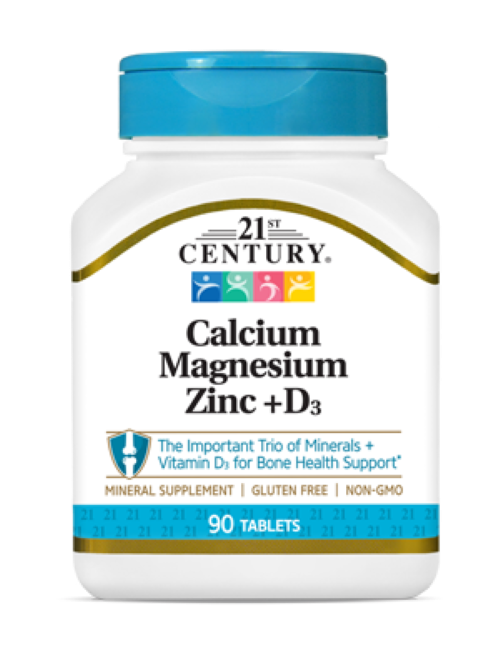 21ST
CENTURY®
Calcium
Magnesium
Zinc +D3
The Important Trio of Minerals +
Vitamin D3 for Bone Health Support*
MINERAL SUPPLEMENT | GLUTEN FREE | NON-GMO
90 TABLETS